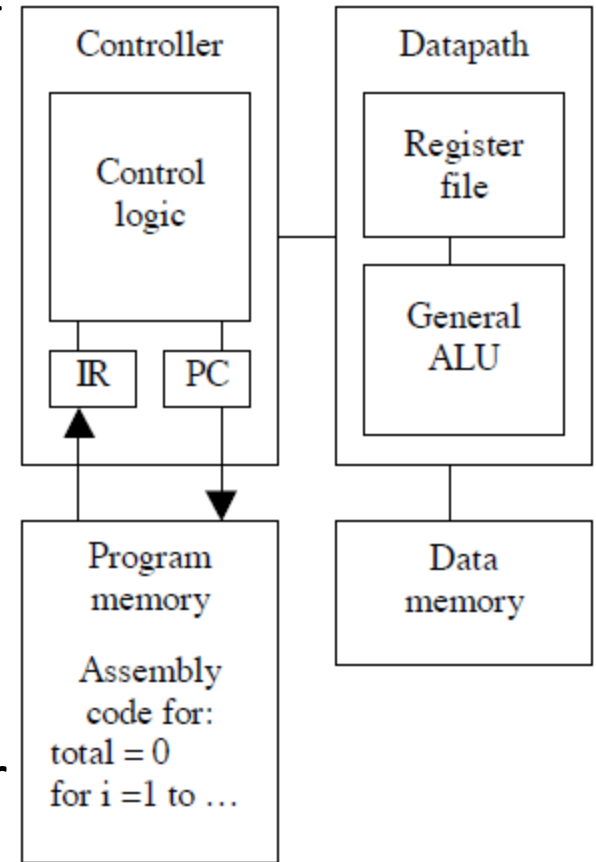 Controller
Control
logic
IR
PC
Datapath
Register
file
General
ALU
Program
memory
Assembly
code for:
total = 0
for i =1 to …
Data
memory